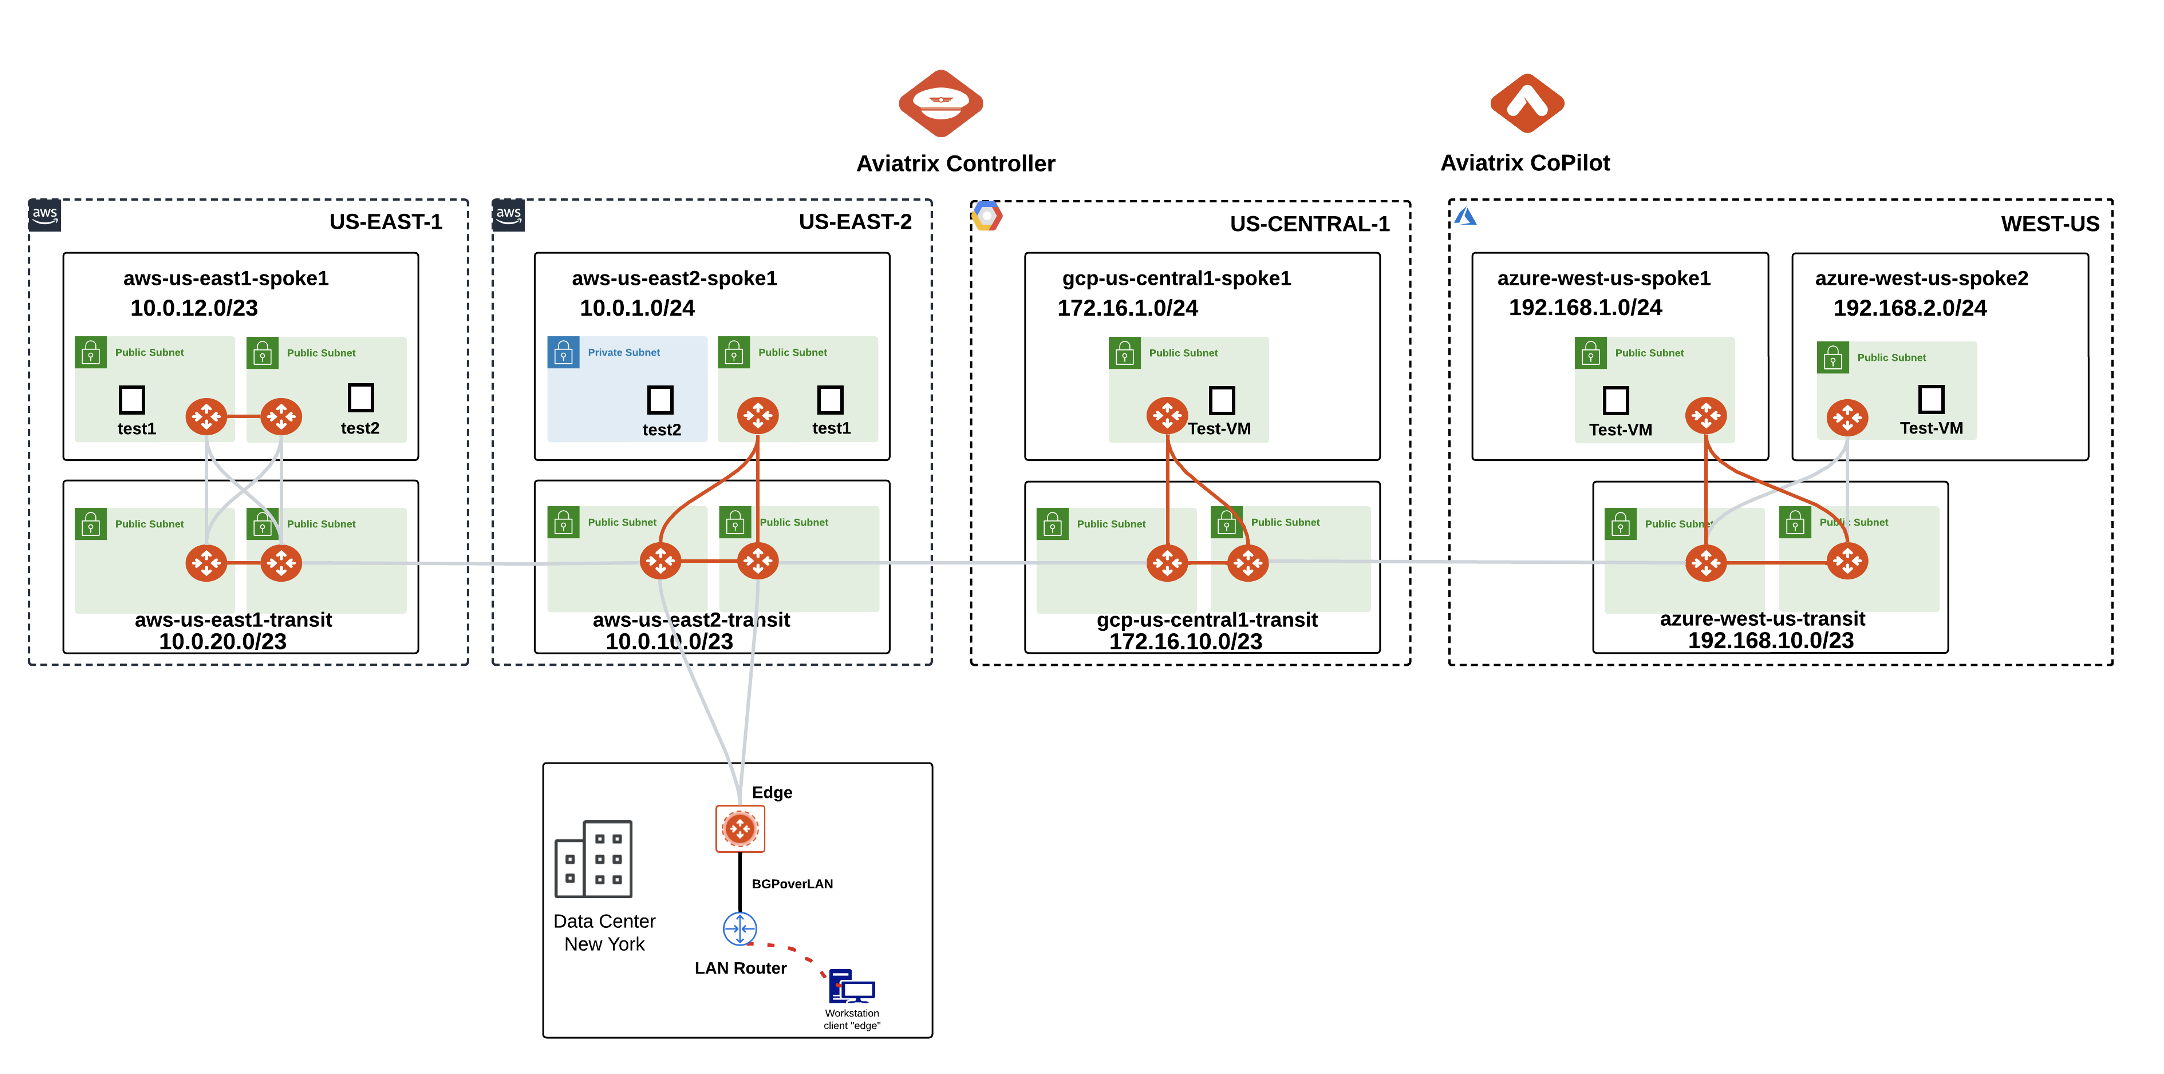 Aviatrix Controller
Aviatrix CoPilot
aws
US-EAST-1
aws-us-east1-spoke1
10.0.12.0/23
Public Subnet
Public Subnet
test1
test2
Public Subnet
Public Subnet
aws-us-east1-transit
10.0.20.0/23
aws
US-EAST-2
aws-us-east2-spoke1
10.0.1.0/24
Private Subnet
Public Subnet
test2
test1
Public Subnet
Public Subnet
aws-us-east2-transit
10.0.10.0/23
US-CENTRAL-1
gcp-us-central1-spoke1
172.16.1.0/24
Public Subnet
Test-VM
Public Subnet
Public Subnet
gcp-us-central1-transit
172.16.10.0/23
WEST-US
azure-west-us-spoke1
192.168.1.0/24
Public Subnet
Test-VM
azure-west-us-spoke2
192.168.2.0/24
Public Subnet
Test-VM
Public Subnet
Public Subnet
azure-west-us-transit
192.168.10.0/23
Edge
BGPoverLAN
Data Center
New York
LAN Router
Workstation
client "edge"